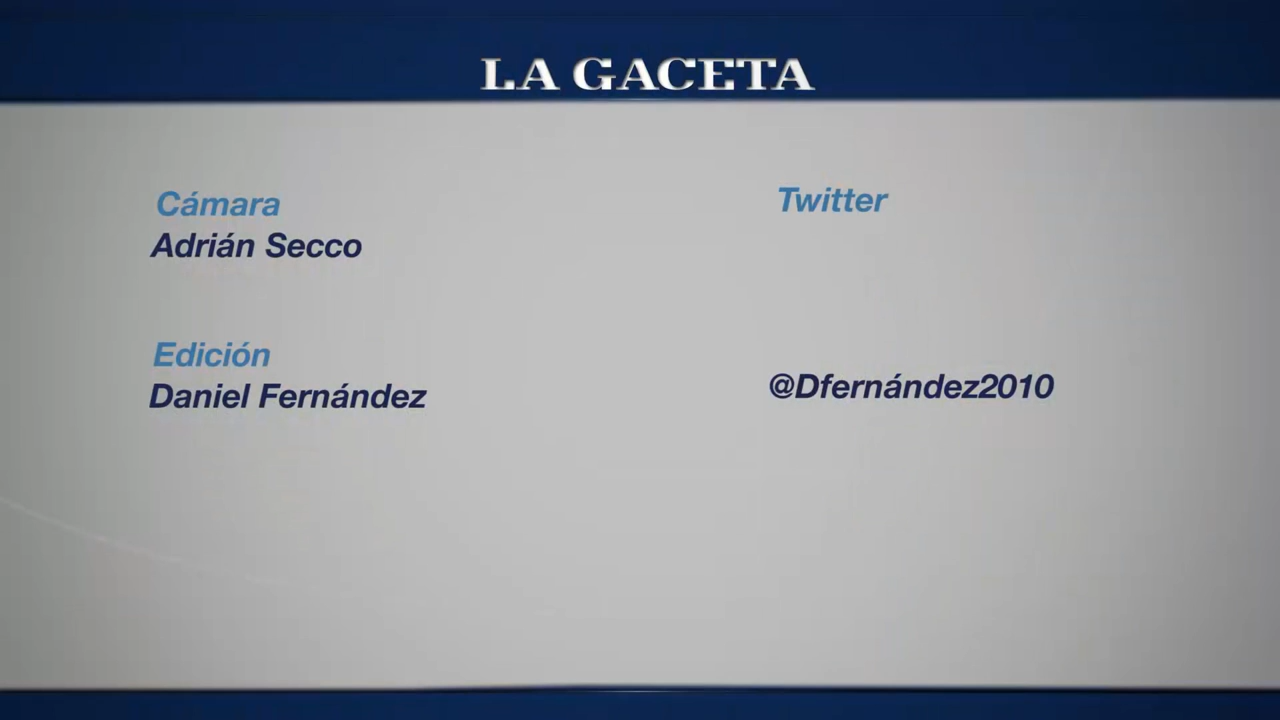 LA GACETA
Cámara
Adrián Secco
Edición
Daniel Fernández
Twitter
@Dfernández2010